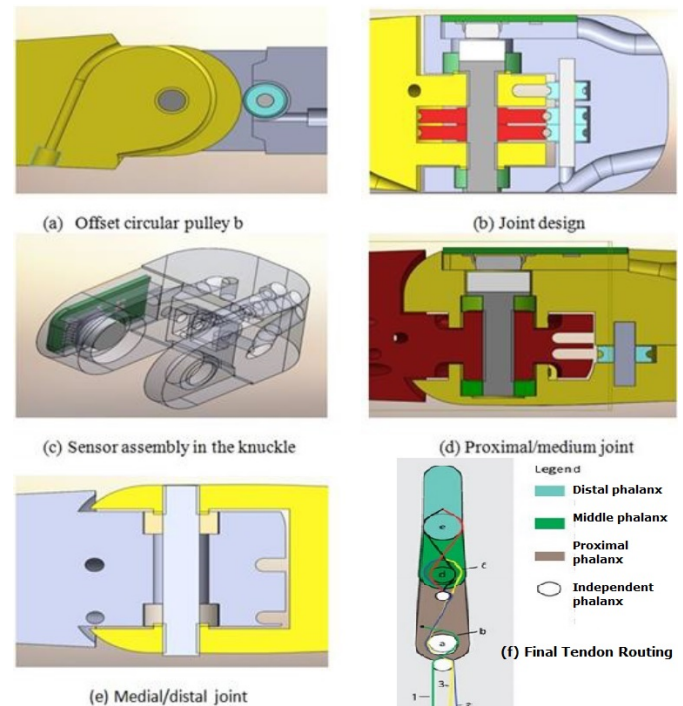 (a) Offset circular pulley b
(b) Joint design
(c) Sensor assembly in the knuckle
(d) Proximal/medium joint
Legend
Distal phalanx
Middle phalanx
Proximal
phalanx
Independent
phalanx
e
d
c
b
a
(f) Final Tendon Routing
3
1
(e) Medial/distal joint